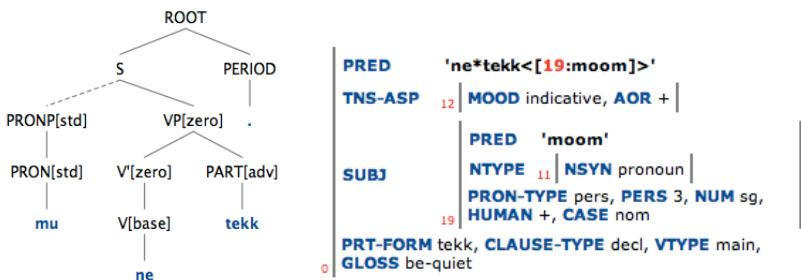 ROOT
S PERIOD
PRONP[std] VP[zero] .
PRON[std] V'[zero] PART[adv]
mu V[base] tekk
ne
PRED 'ne*tekk<[19:moom]>'
TNS-ASP 12 MOOD indicative, AOR +
PRED 'moom'
NTYPE 11 NSYN pronoun
SUBJ
PRON-TYPE pers, PERS 3, NUM sg,
19 HUMAN +, CASE nom
PRT-FORM tekk, CLAUSE-TYPE decl, VTYPE main,
0 GLOSS be-quiet